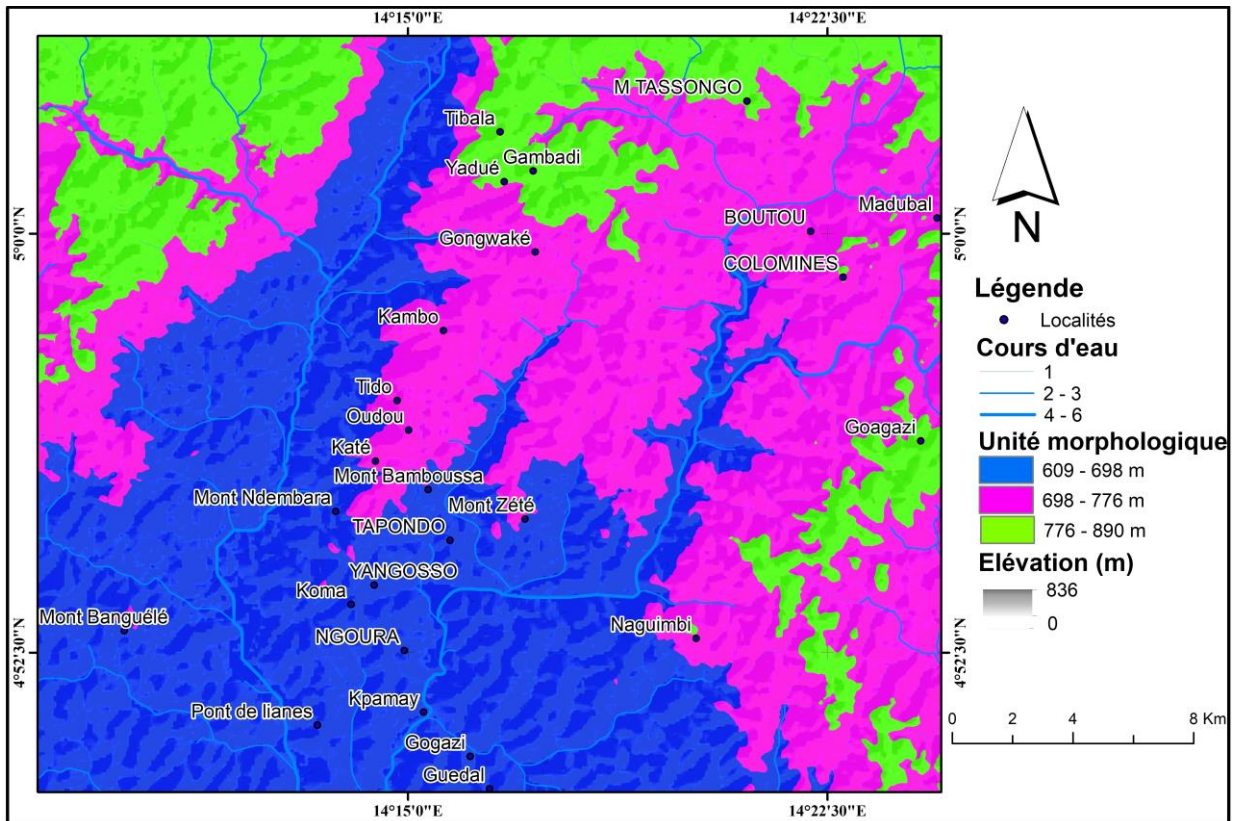 14°15'0"E 14°22'30"E
5°0'0"N
4°52'30"N
M TASSONGO
Tibala
Gambadi
Yadué
Madubal
BOUTOU
Gongwaké
COLOMINES
Kambo
Tido
Oudou
Goagazi
Katé
Mont Bamboussa
Mont Ndembara
Mont Zété
TAPONDO
YANGOSSO
Koma
Mont Banguélé
NGOURA
Naguimbi
Kpamay
Pont de lianes
Gogazi
Guedal
5°0'0"N
4°52'30"N
14°15'0"E 14°22'30"E
N
Légende
Localités
Cours d'eau
1
2 - 3
4 - 6
Unité morphologique
609 - 698 m
698 - 776 m
776 - 890 m
Elévation (m)
836
0
0 2 4 8 Km